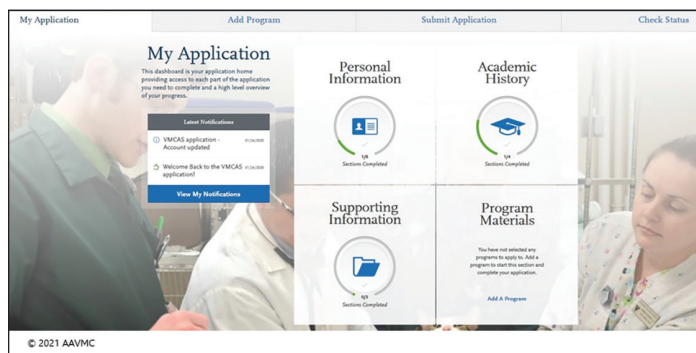 My Application
Add Program
Submit Application
Check Status
My Application
This dashboard is your application home
providing access to each part of the application
you need to complete and a high level overview
of your progress.
Latest Notifications
VMCAS application -
Account updated
Welcome Back to the VMCAS
application!
View My Notifications
Personal
Information
Sections Completed
Academic
History
Sections Completed
Supporting
Information
Sections Completed
Program
Materials
You have not selected any
programs to apply to. Add a
program to start this section and
complete your application.
Add A Program
© 2021 AAVMC